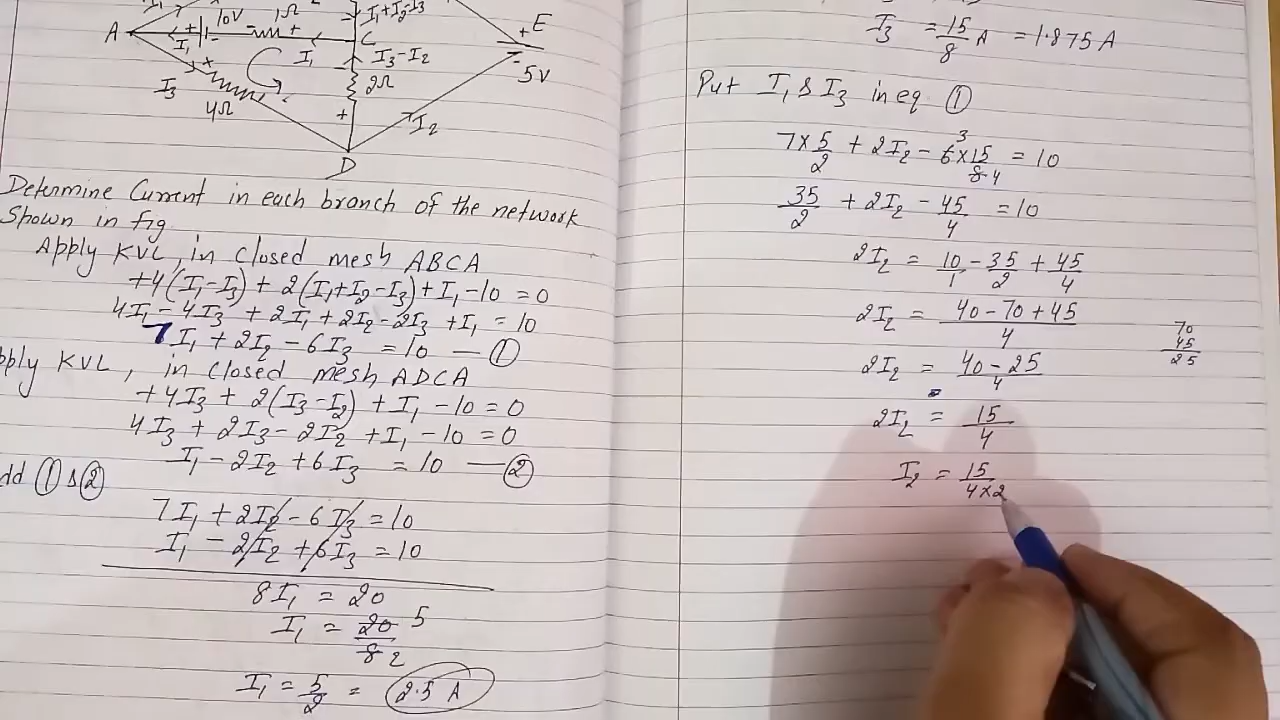 I₁
10V
1Ω
I₁+I₂-I₃
+E
A
+
-
+
C
I₁
I₁
I₃-I₂
-5V
I₃
+
4Ω
2Ω
+
I₂
D
Determine Current in each branch of the network
Shown in fig.
Apply KVL, in closed mesh ABCA
+4(I₁-I₃) + 2(I₁+I₂-I₃) + I₁-10 = 0
4I₁ - 4I₃ + 2I₁ + 2I₂ - 2I₃ + I₁ = 10
7I₁ + 2I₂ - 6I₃ = 10 — ①
pply KVL, in closed mesh ADCA
+4I₃ + 2(I₃-I₂) + I₁ - 10 = 0
4I₃ + 2I₃ - 2I₂ + I₁ - 10 = 0
I₁ - 2I₂ + 6I₃ = 10 — ②
dd ① & ②
7I₁ + 2I₂ - 6I₃ = 10
I₁ - 2I₂ + 6I₃ = 10
8I₁ = 20
I₁ = 20/8 5 2
I₁ = 5/2 = 2.5 A
I₃ = 15/8 A = 1.875 A
Put I₁ & I₃ in eq. ①
7×5/2 + 2I₂ - 6×15/8 = 10
3
4
35/2 + 2I₂ - 45/4 = 10
2I₂ = 10/1 - 35/2 + 45/4
2I₂ = 40-70+45/4
70
45
25
2I₂ = 40-25/4
2I₂ = 15/4
I₂ = 15/4×2